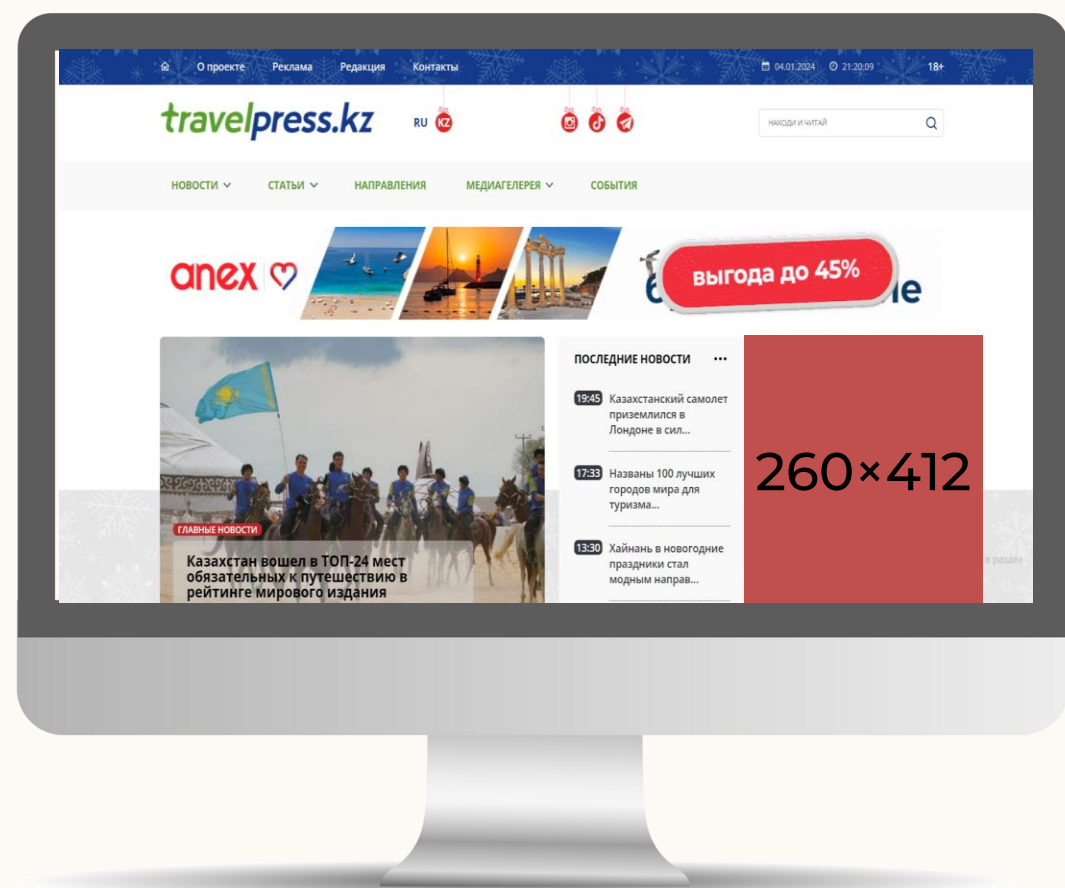 О проекте Реклама Редакция Контакты 04.01.2024 21:20:09 18+
travelpress.kz RU KZ НАХОДИ И ЧИТАЙ
НОВОСТИ СТАТЬИ НАПРАВЛЕНИЯ МЕДИАГЕЛЕРЕЯ СОБЫТИЯ
anex выгода до 45%
ПОСЛЕДНИЕ НОВОСТИ
19:45 Казахстанский самолет
приземлился в
Лондоне в сил...
17:33 Названы 100 лучших
городов мира для
туризма...
13:30 Хайнань в новогодние
праздники стал
модным направ...
260×412
ГЛАВНЫЕ НОВОСТИ
Казахстан вошел в ТОП-24 мест
обязательных к путешествию в
рейтинге мирового издания
в раздел